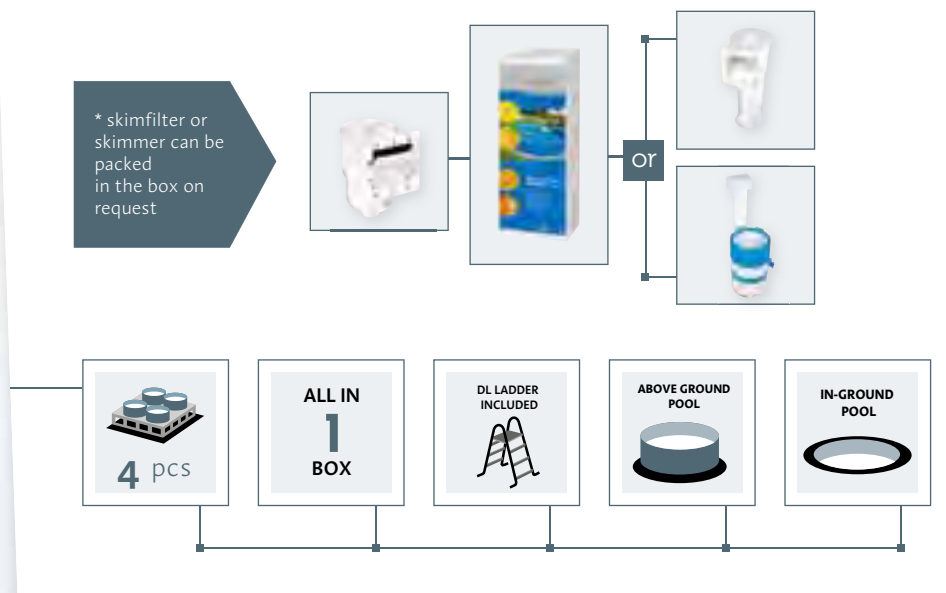 * skimfilter or
skimmer can be
packed
in the box on
request
or
4 pcs
ALL IN
1
BOX
DL LADDER
INCLUDED
ABOVE GROUND
POOL
IN-GROUND
POOL